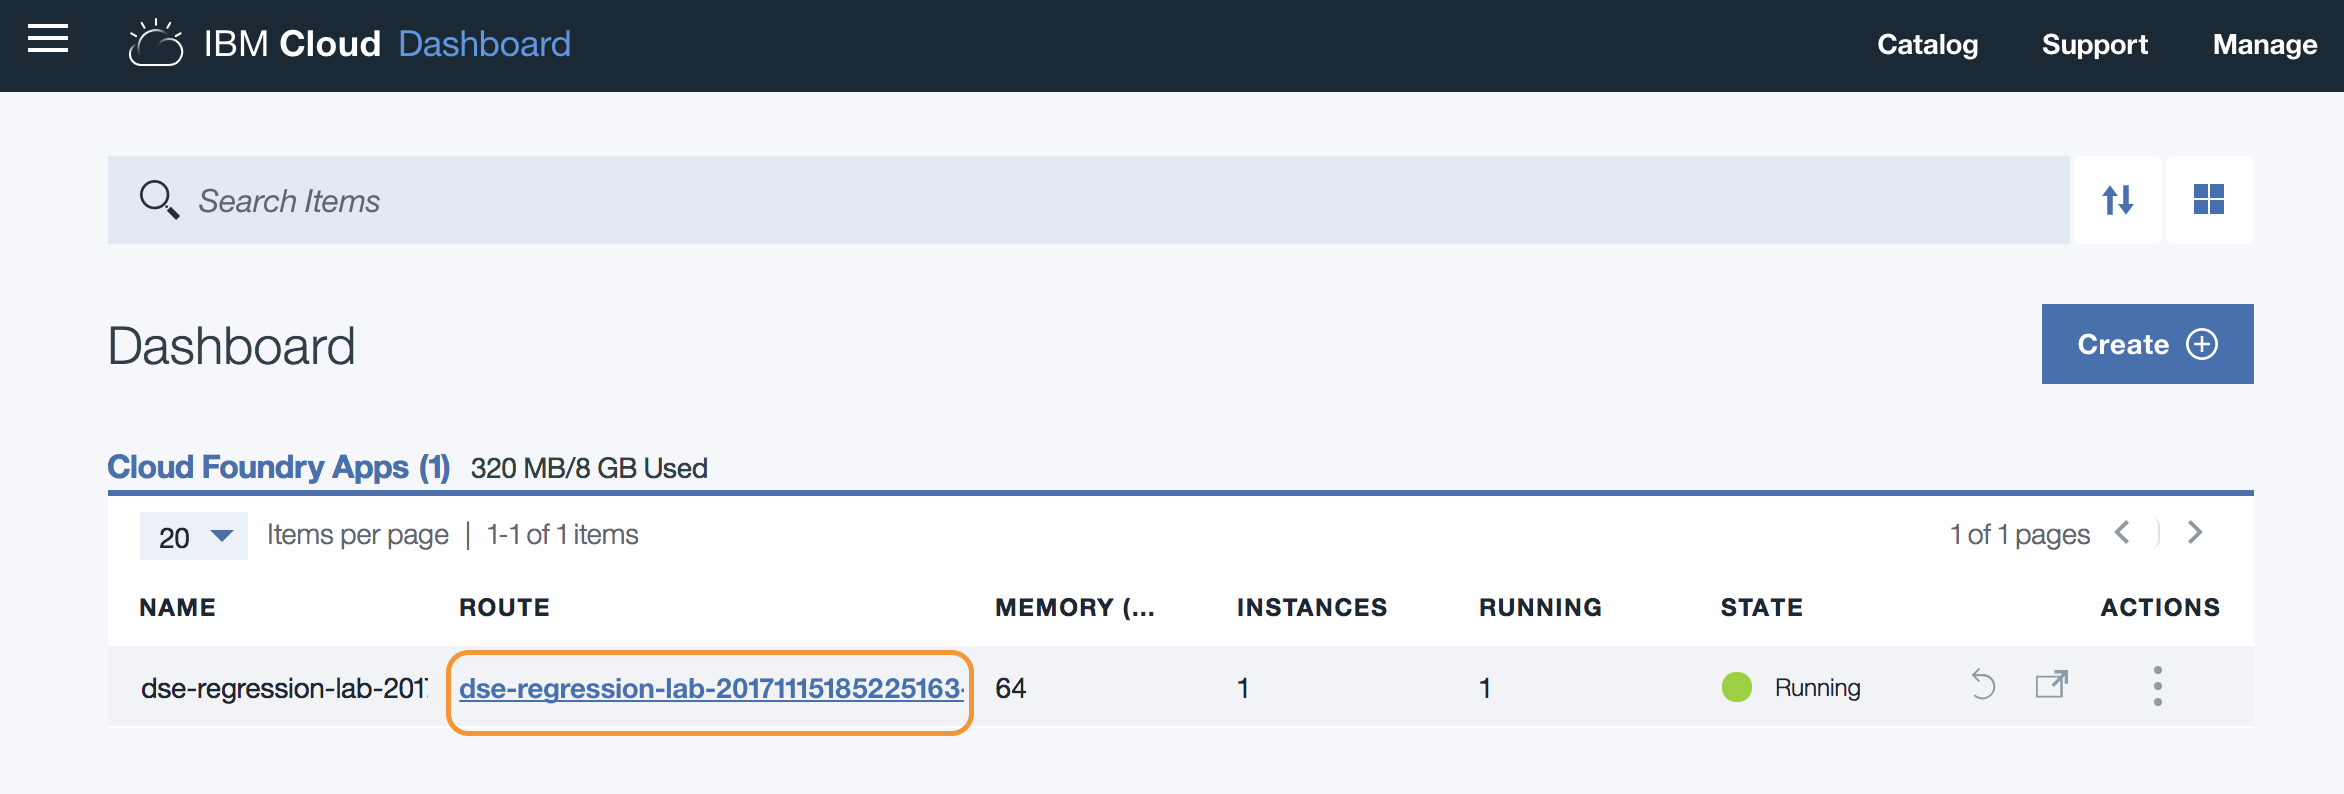 IBM Cloud Dashboard Catalog Support Manage
Search Items
Dashboard
Create
Cloud Foundry Apps (1) 320 MB/8 GB Used
20 Items per page | 1-1 of 1 items 1 of 1 pages
NAME ROUTE MEMORY (... INSTANCES RUNNING STATE ACTIONS
dse-regression-lab-2017 dse-regression-lab-20171115185225163- 64 1 1 Running